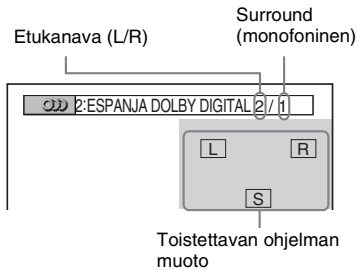 Surround
(monofoninen)
Etukanava (L/R)
2:ESPANJA DOLBY DIGITAL 2 / 1
L R
S
Toistettavan ohjelman
muoto